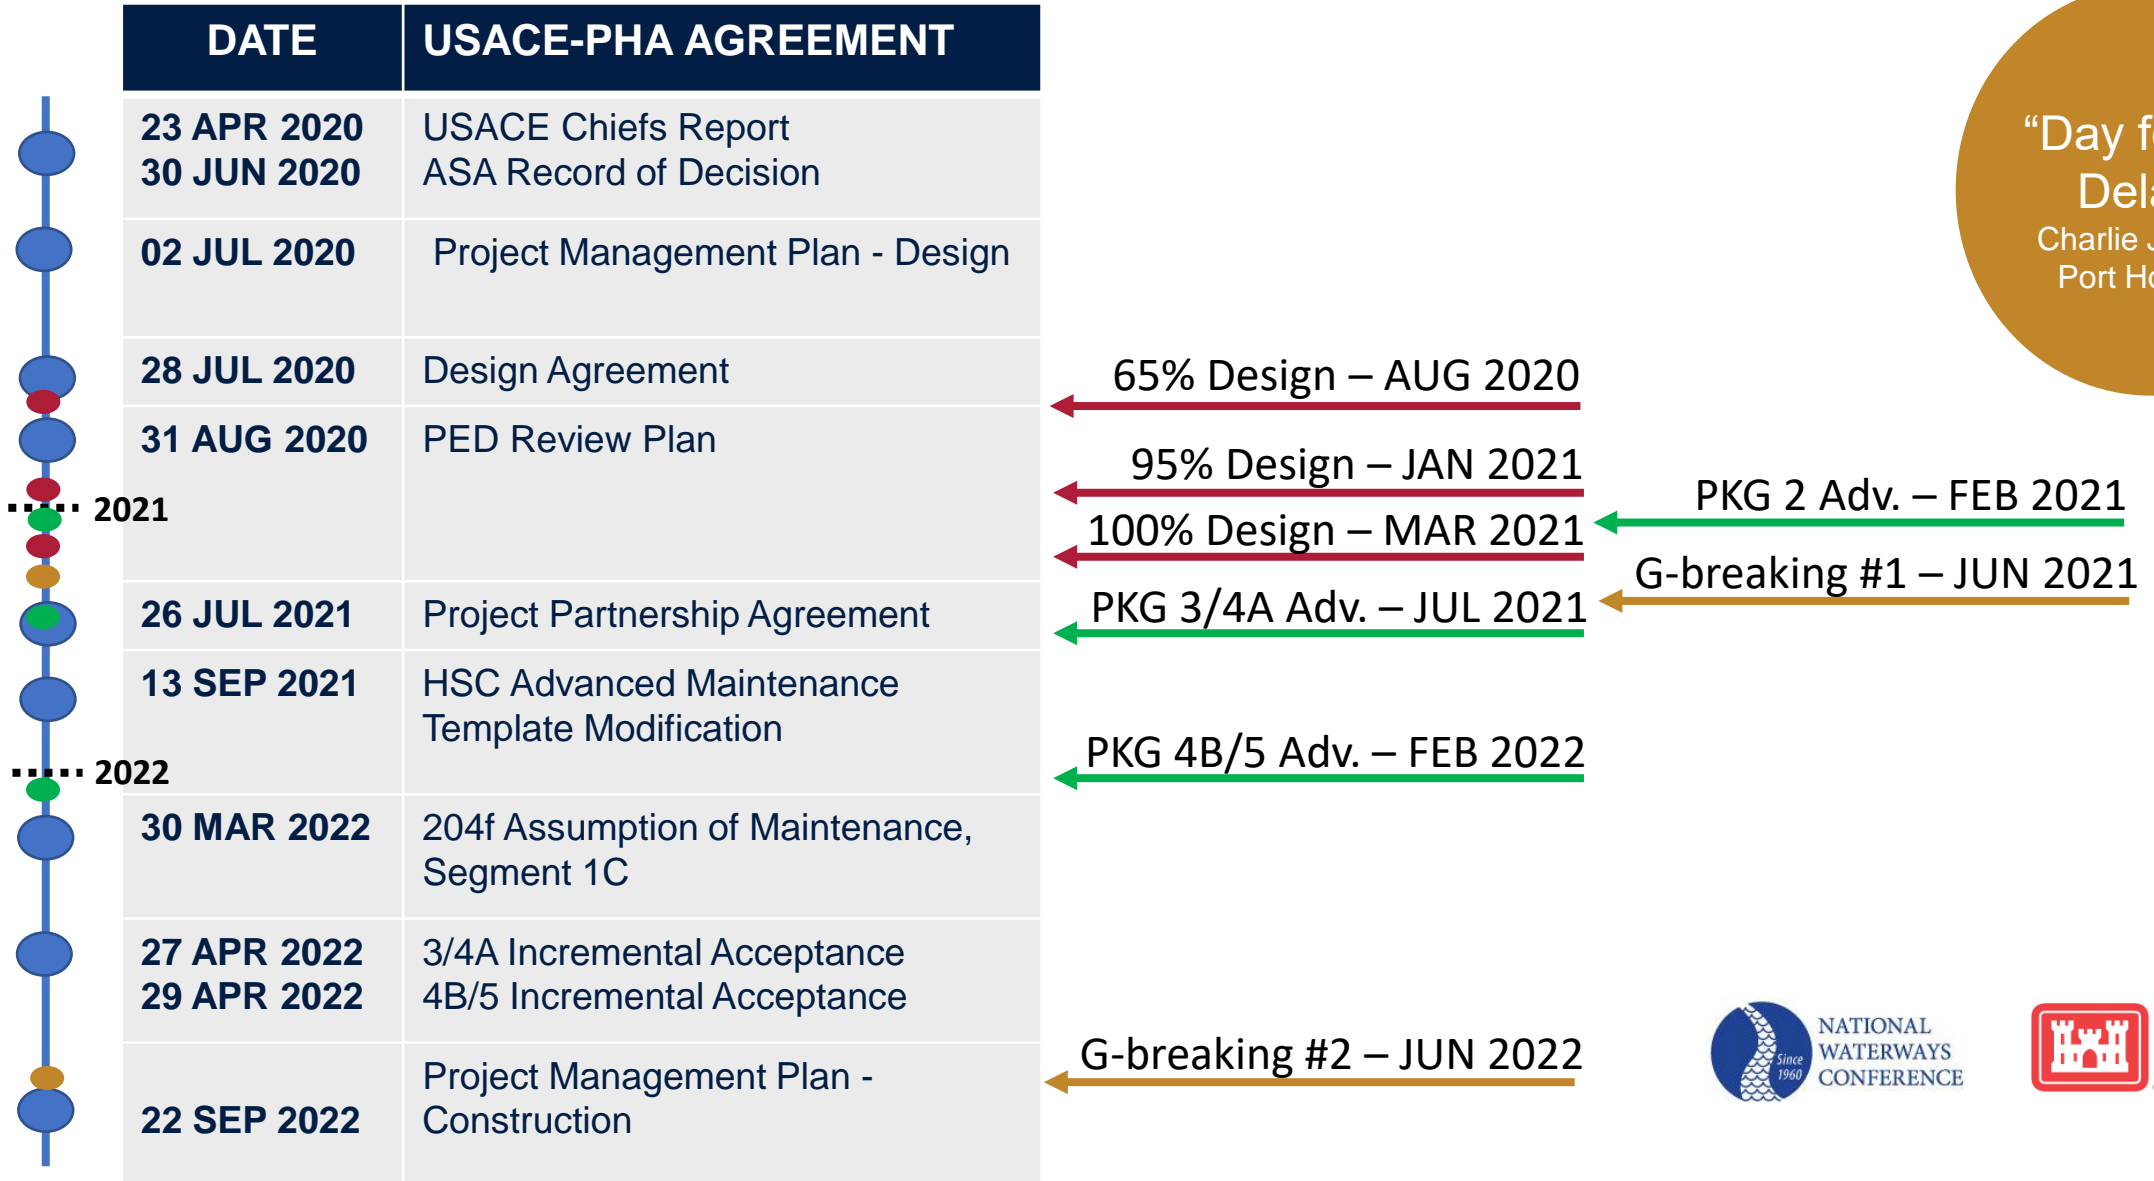 DATE USACE-PHA AGREEMENT
23 APR 2020 USACE Chiefs Report
30 JUN 2020 ASA Record of Decision
02 JUL 2020 Project Management Plan - Design
28 JUL 2020 Design Agreement
31 AUG 2020 PED Review Plan
2021
26 JUL 2021 Project Partnership Agreement
13 SEP 2021 HSC Advanced Maintenance
Template Modification
2022
30 MAR 2022 204f Assumption of Maintenance,
Segment 1C
27 APR 2022 3/4A Incremental Acceptance
29 APR 2022 4B/5 Incremental Acceptance
Project Management Plan -
22 SEP 2022 Construction
65% Design – AUG 2020
95% Design – JAN 2021
100% Design – MAR 2021
PKG 3/4A Adv. – JUL 2021
PKG 4B/5 Adv. – FEB 2022
G-breaking #2 – JUN 2022
PKG 2 Adv. – FEB 2021
G-breaking #1 – JUN 2021
“Day
Charlie
Port
Since
1960
NATIONAL
WATERWAYS
CONFERENCE